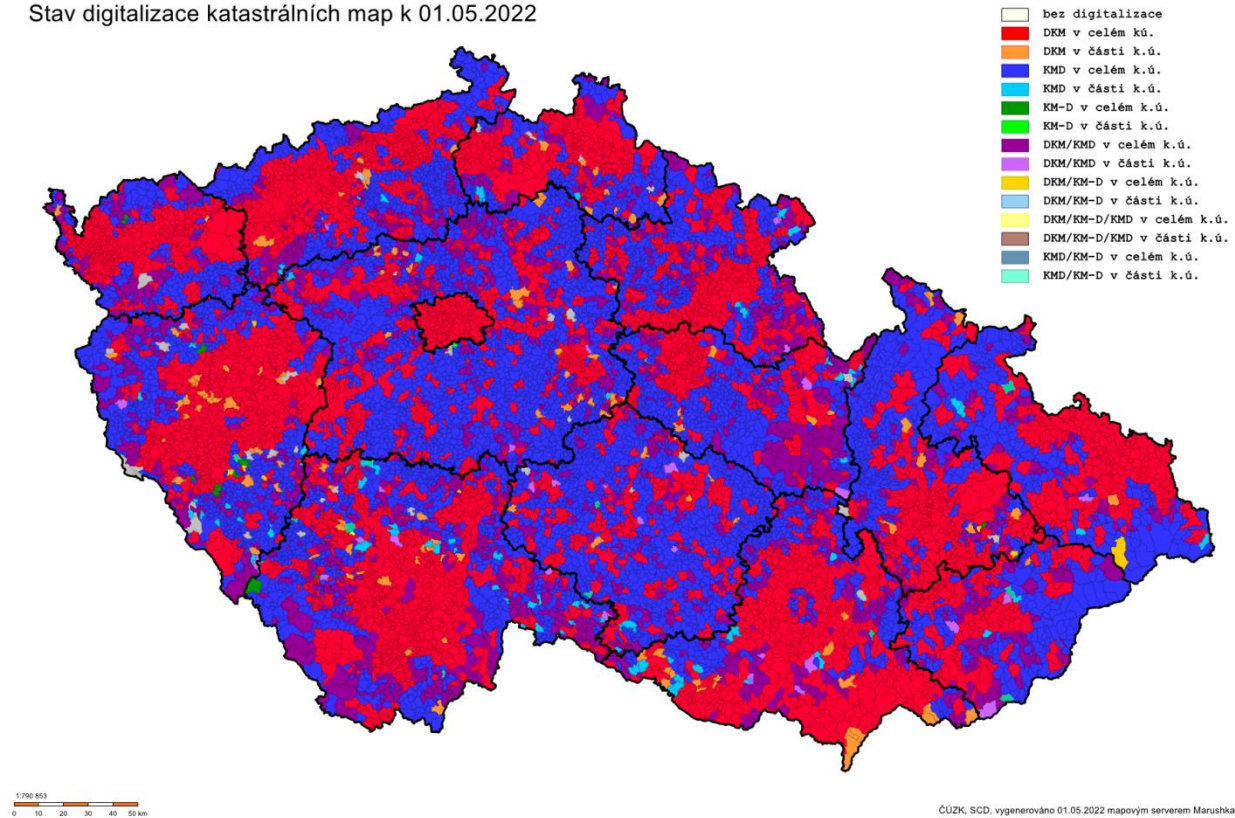 Stav digitalizace katastrálních map k 01.05.2022
bez digitalizace
DKM v celém kú.
DKM v části k.ú.
KMD v celém k.ú.
KMD v části k.ú.
KM-D v celém k.ú.
KM-D v části k.ú.
DKM/KMD v celém k.ú.
DKM/KMD v části k.ú.
DKM/KM-D v celém k.ú.
DKM/KM-D v části k.ú.
DKM/KM-D/KMD v celém k.ú.
DKM/KM-D/KMD v části k.ú.
KMD/KM-D v celém k.ú.
KMD/KM-D v části k.ú.
1:790 853
0 10 20 30 40 50 km
ČÚZK, SCD, vygenerováno 01.05.2022 mapovým serverem Marushka